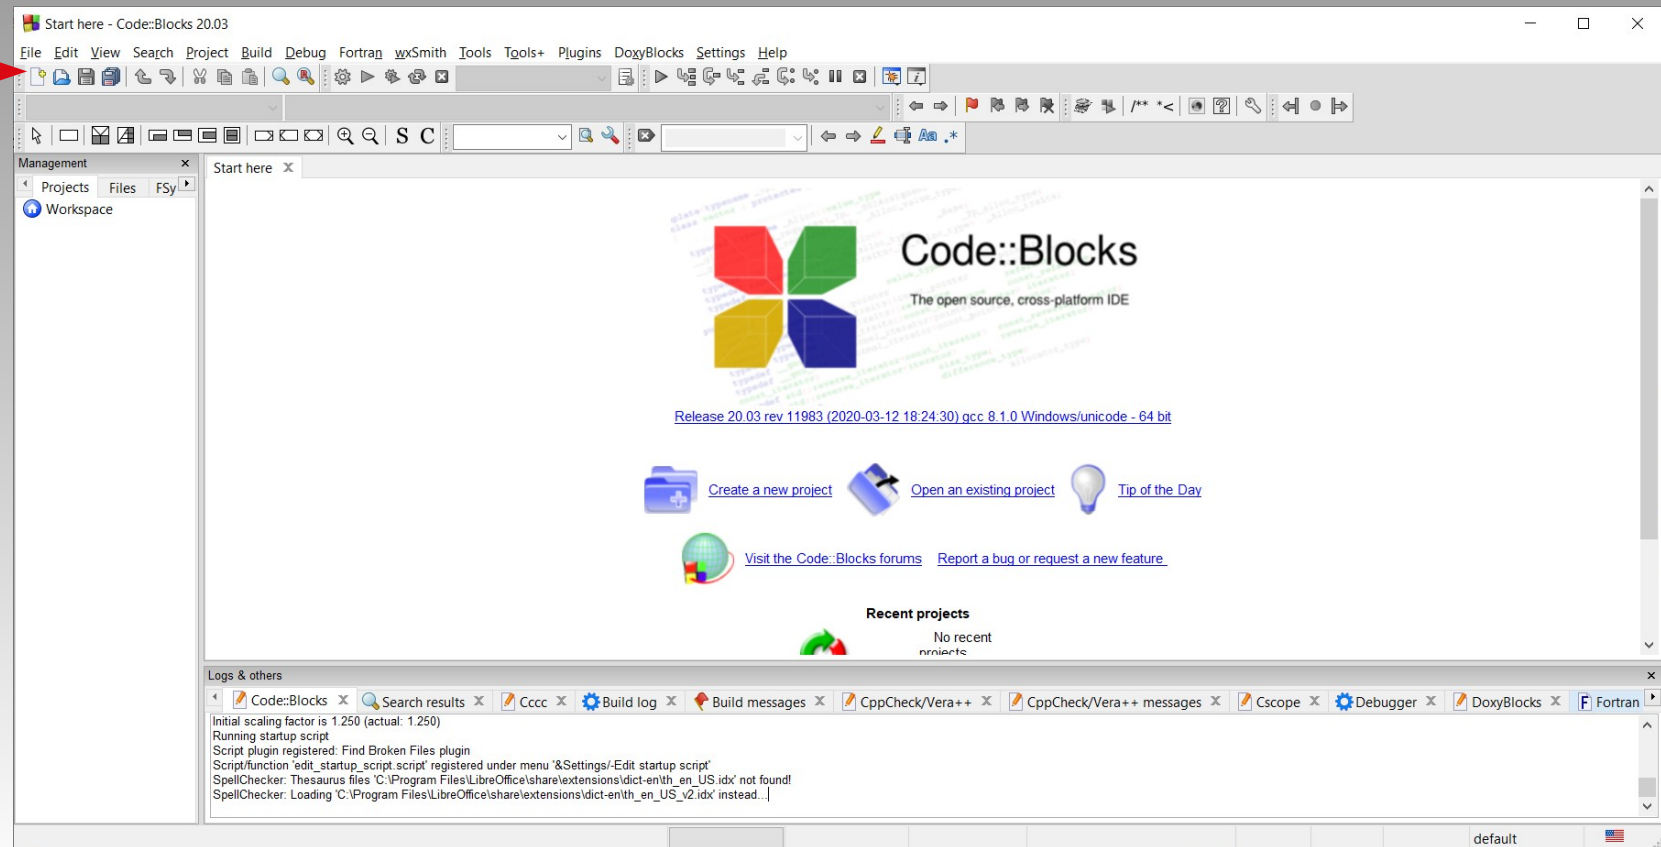 Start here - Code::Blocks 20.03
File Edit View Search Project Build Debug Fortran wxSmith Tools Tools+ Plugins DoxyBlocks Settings Help
/** *<
S C
Aa .*
Management x
Start here X
Projects Files FSy
Workspace
Code::Blocks
The open source, cross-platform IDE
Release 20.03 rev 11983 (2020-03-12 18:24:30) gcc 8.1.0 Windows/unicode - 64 bit
Create a new project Open an existing project Tip of the Day
Visit the Code::Blocks forums Report a bug or request a new feature
Recent projects
No recent
projects
Logs & others
Code::Blocks X Search results X Cccc X Build log X Build messages X CppCheck/Vera++ X CppCheck/Vera++ messages X Cscope X Debugger X DoxyBlocks X F Fortran
Initial scaling factor is 1.250 (actual: 1.250)
Running startup script
Script plugin registered: Find Broken Files plugin
Script/function 'edit_startup_script.script' registered under menu '&Settings/-Edit startup script'
SpellChecker: Thesaurus files 'C:\Program Files\LibreOffice\share\extensions\dict-en\th_en_US.idx' not found!
SpellChecker: Loading 'C:\Program Files\LibreOffice\share\extensions\dict-en\th_en_US_v2.idx' instead...
default